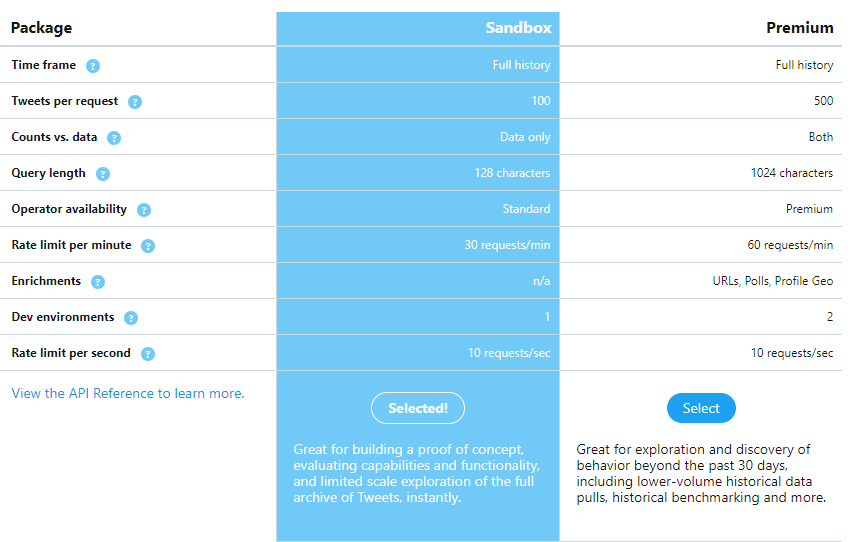 Package Sandbox Premium
Time frame ? Full history Full history
Tweets per request ? 100 500
Counts vs. data ? Data only Both
Query length ? 128 characters 1024 characters
Operator availability ? Standard Premium
Rate limit per minute ? 30 requests/min 60 requests/min
Enrichments ? n/a URLs, Polls, Profile Geo
Dev environments ? 1 2
Rate limit per second ? 10 requests/sec 10 requests/sec
View the API Reference to learn more.
Selected!
Great for building a proof of concept,
evaluating capabilities and functionality,
and limited scale exploration of the full
archive of Tweets, instantly.
Select
Great for exploration and discovery of
behavior beyond the past 30 days,
including lower-volume historical data
pulls, historical benchmarking and more.